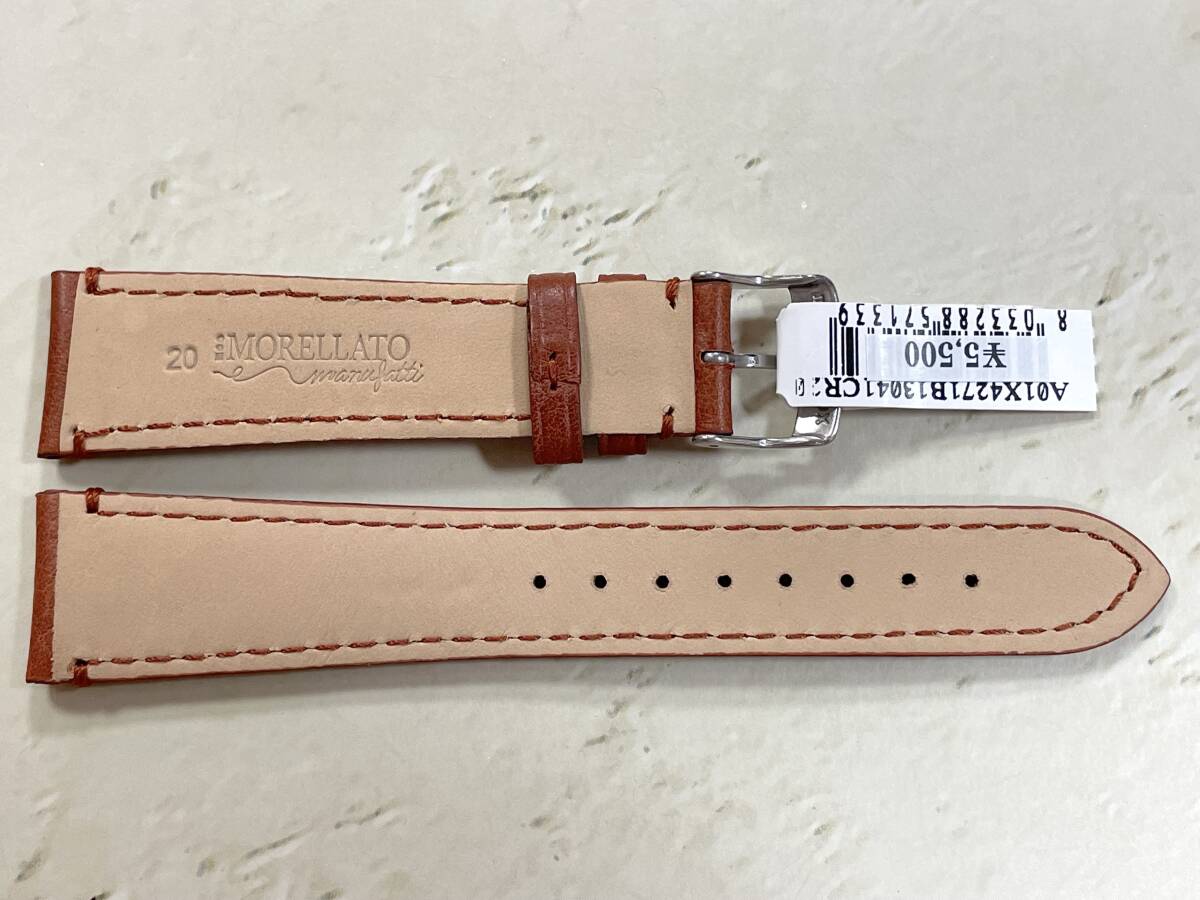 20
MORELLATO
manufatti
A01X4271B13041CR20
¥5,500
8 033288 571339